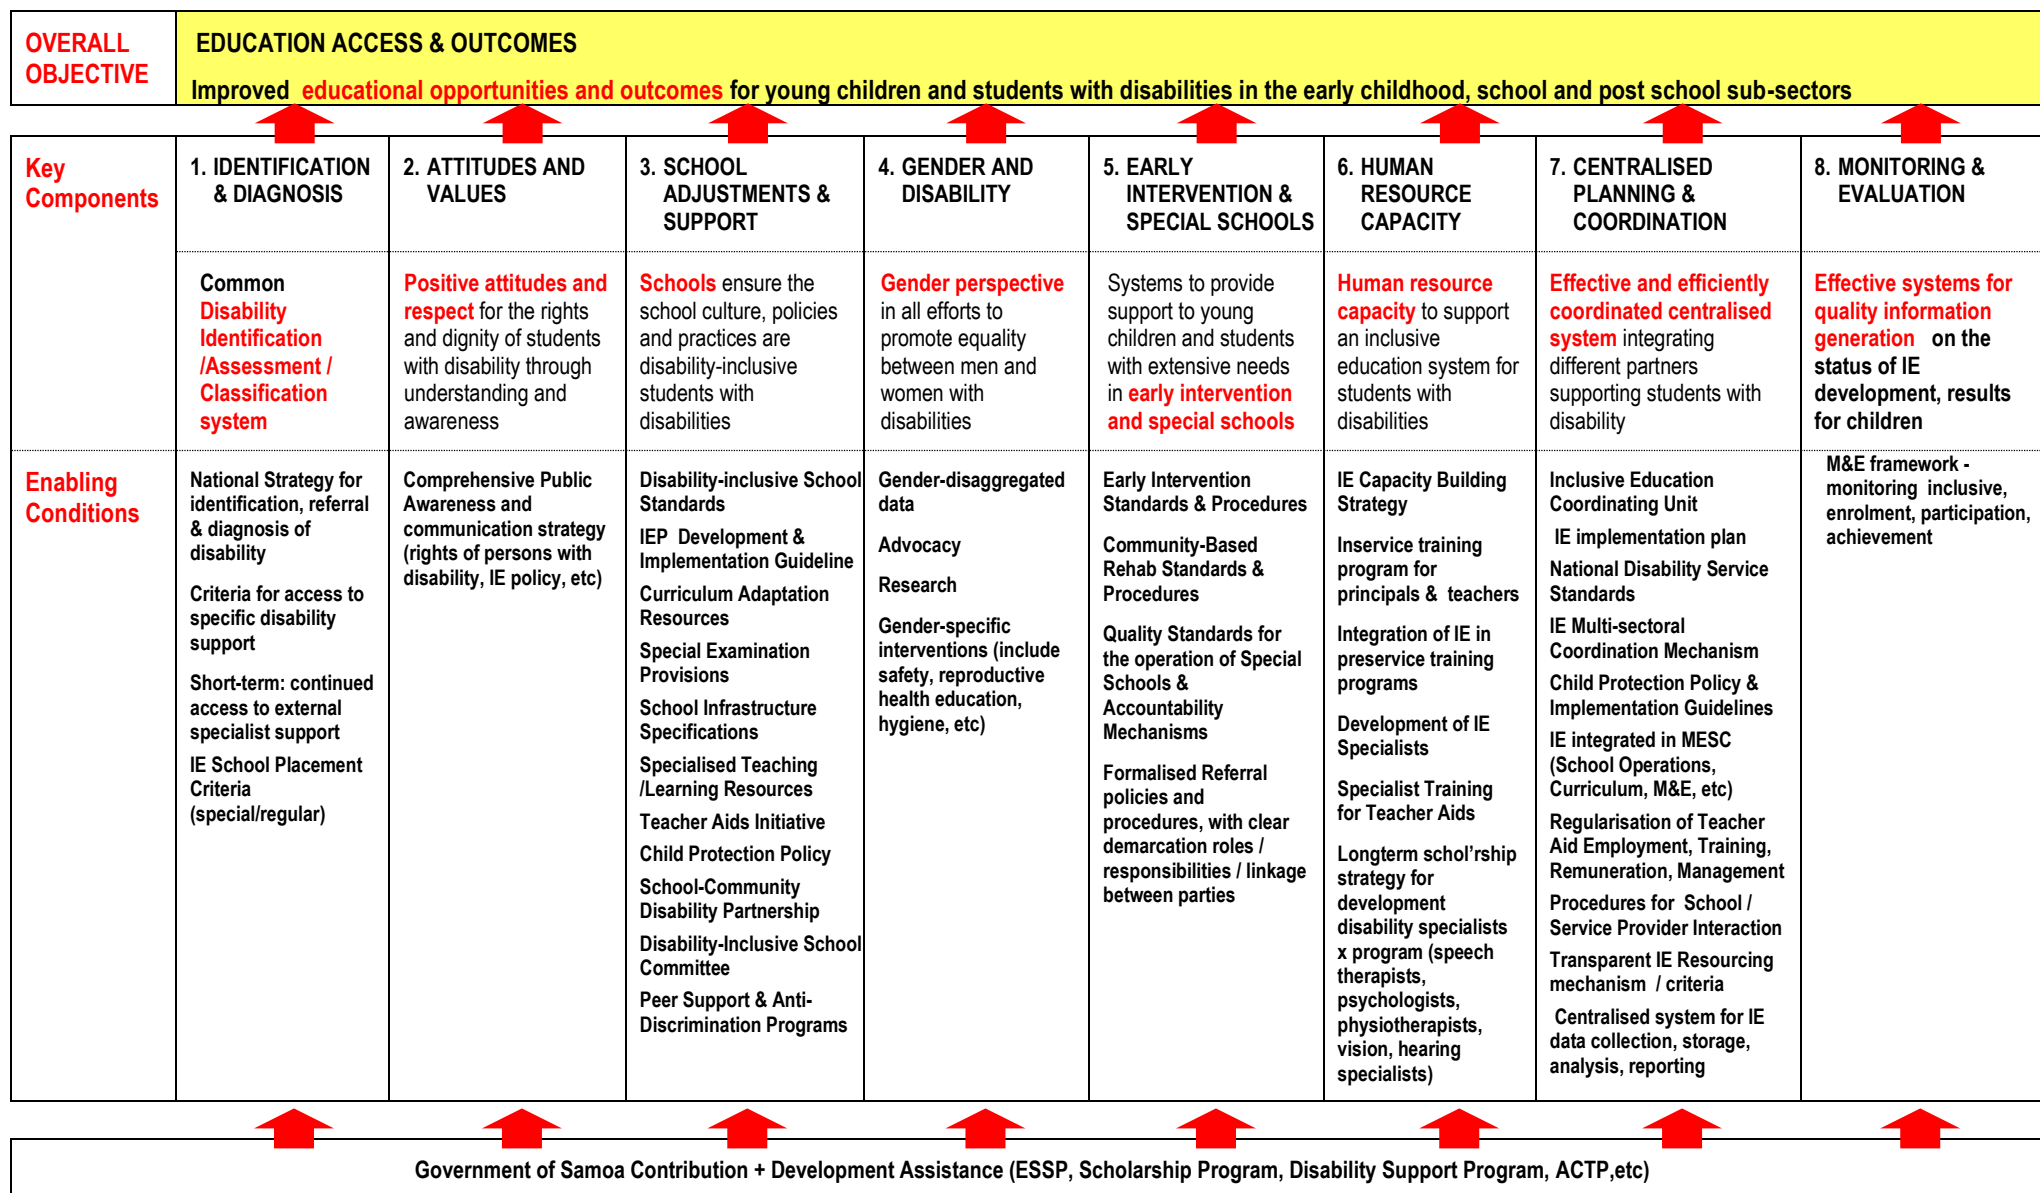 OVERALL
OBJECTIVE
EDUCATION ACCESS & OUTCOMES
Improved educational opportunities and outcomes for young children and students with disabilities in the early childhood, school and post school sub-sectors
Key
Components
1. IDENTIFICATION
& DIAGNOSIS
2. ATTITUDES AND
VALUES
3. SCHOOL
ADJUSTMENTS &
SUPPORT
4. GENDER AND
DISABILITY
5. EARLY
INTERVENTION &
SPECIAL SCHOOLS
6. HUMAN
RESOURCE
CAPACITY
7. CENTRALISED
PLANNING &
COORDINATION
8. MONITORING &
EVALUATION
Common
Disability
Identification
/Assessment /
Classification
system
Positive attitudes and
respect for the rights
and dignity of students
with disability through
understanding and
awareness
Schools ensure the
school culture, policies
and practices are
disability-inclusive
students with
disabilities
Gender perspective
in all efforts to
promote equality
between men and
women with
disabilities
Systems to provide
support to young
children and students
with extensive needs
in early intervention
and special schools
Human resource
capacity to support
an inclusive
education system for
students with
disabilities
Effective and efficiently
coordinated centralised
system integrating
different partners
supporting students with
disability
Effective systems for
quality information
generation on the
status of IE
development, results
for children
Enabling
Conditions
National Strategy for
identification, referral
& diagnosis of
disability
Criteria for access to
specific disability
support
Short-term: continued
access to external
specialist support
IE School Placement
Criteria
(special/regular)
Comprehensive Public
Awareness and
communication strategy
(rights of persons with
disability, IE policy, etc)
Disability-inclusive School
Standards
IEP Development &
Implementation Guideline
Curriculum Adaptation
Resources
Special Examination
Provisions
School Infrastructure
Specifications
Specialised Teaching
/Learning Resources
Teacher Aids Initiative
Child Protection Policy
School-Community
Disability Partnership
Disability-Inclusive School
Committee
Peer Support & Anti-
Discrimination Programs
Gender-disaggregated
data
Advocacy
Research
Gender-specific
interventions (include
safety, reproductive
health education,
hygiene, etc)
Early Intervention
Standards & Procedures
Community-Based
Rehab Standards &
Procedures
Quality Standards for
the operation of Special
Schools &
Accountability
Mechanisms
Formalised Referral
policies and
procedures, with clear
demarcation roles /
responsibilities / linkage
between parties
IE Capacity Building
Strategy
Inservice training
program for
principals & teachers
Integration of IE in
preservice training
programs
Development of IE
Specialists
Specialist Training
for Teacher Aids
Longterm schol'rship
strategy for
development
disability specialists
x program (speech
therapists,
psychologists,
physiotherapists,
vision, hearing
specialists)
Inclusive Education
Coordinating Unit
IE implementation plan
National Disability Service
Standards
IE Multi-sectoral
Coordination Mechanism
Child Protection Policy &
Implementation Guidelines
IE integrated in MESC
(School Operations,
Curriculum, M&E, etc)
Regularisation of Teacher
Aid Employment, Training,
Remuneration, Management
Procedures for School /
Service Provider Interaction
Transparent IE Resourcing
mechanism / criteria
Centralised system for IE
data collection, storage,
analysis, reporting
M&E framework -
monitoring inclusive,
enrolment, participation,
achievement
Government of Samoa Contribution + Development Assistance (ESSP, Scholarship Program, Disability Support Program, ACTP,etc)